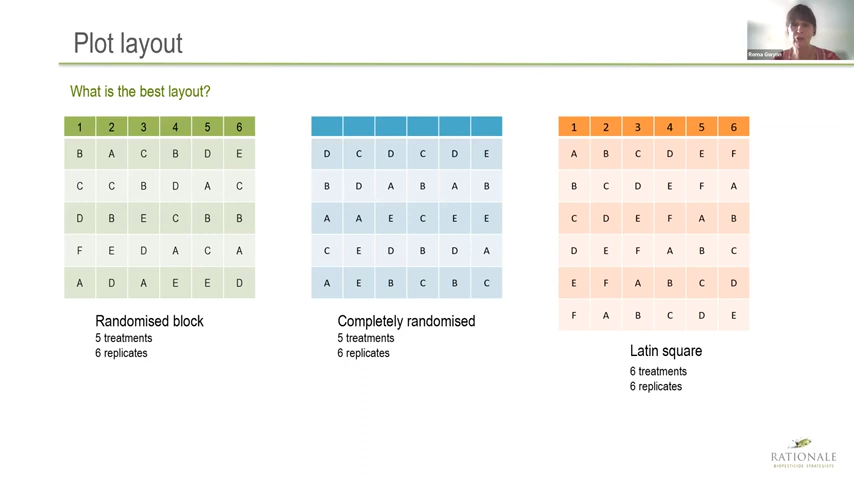 Plot layout
Roma Gwynn
What is the best layout?
1 2 3 4 5 6
B A C B D E
C C B D A C
D B E C B B
F E D A C A
A D A E E D
Randomised block
5 treatments
6 replicates
D C D C D E
B D A B A B
A A E C E E
C E D B D A
A E B C B C
Completely randomised
5 treatments
6 replicates
1 2 3 4 5 6
A B C D E F
B C D E F A
C D E F A B
D E F A B C
E F A B C D
F A B C D E
Latin square
6 treatments
6 replicates
RATIONALE
BIOPESTICIDE STRATEGISTS